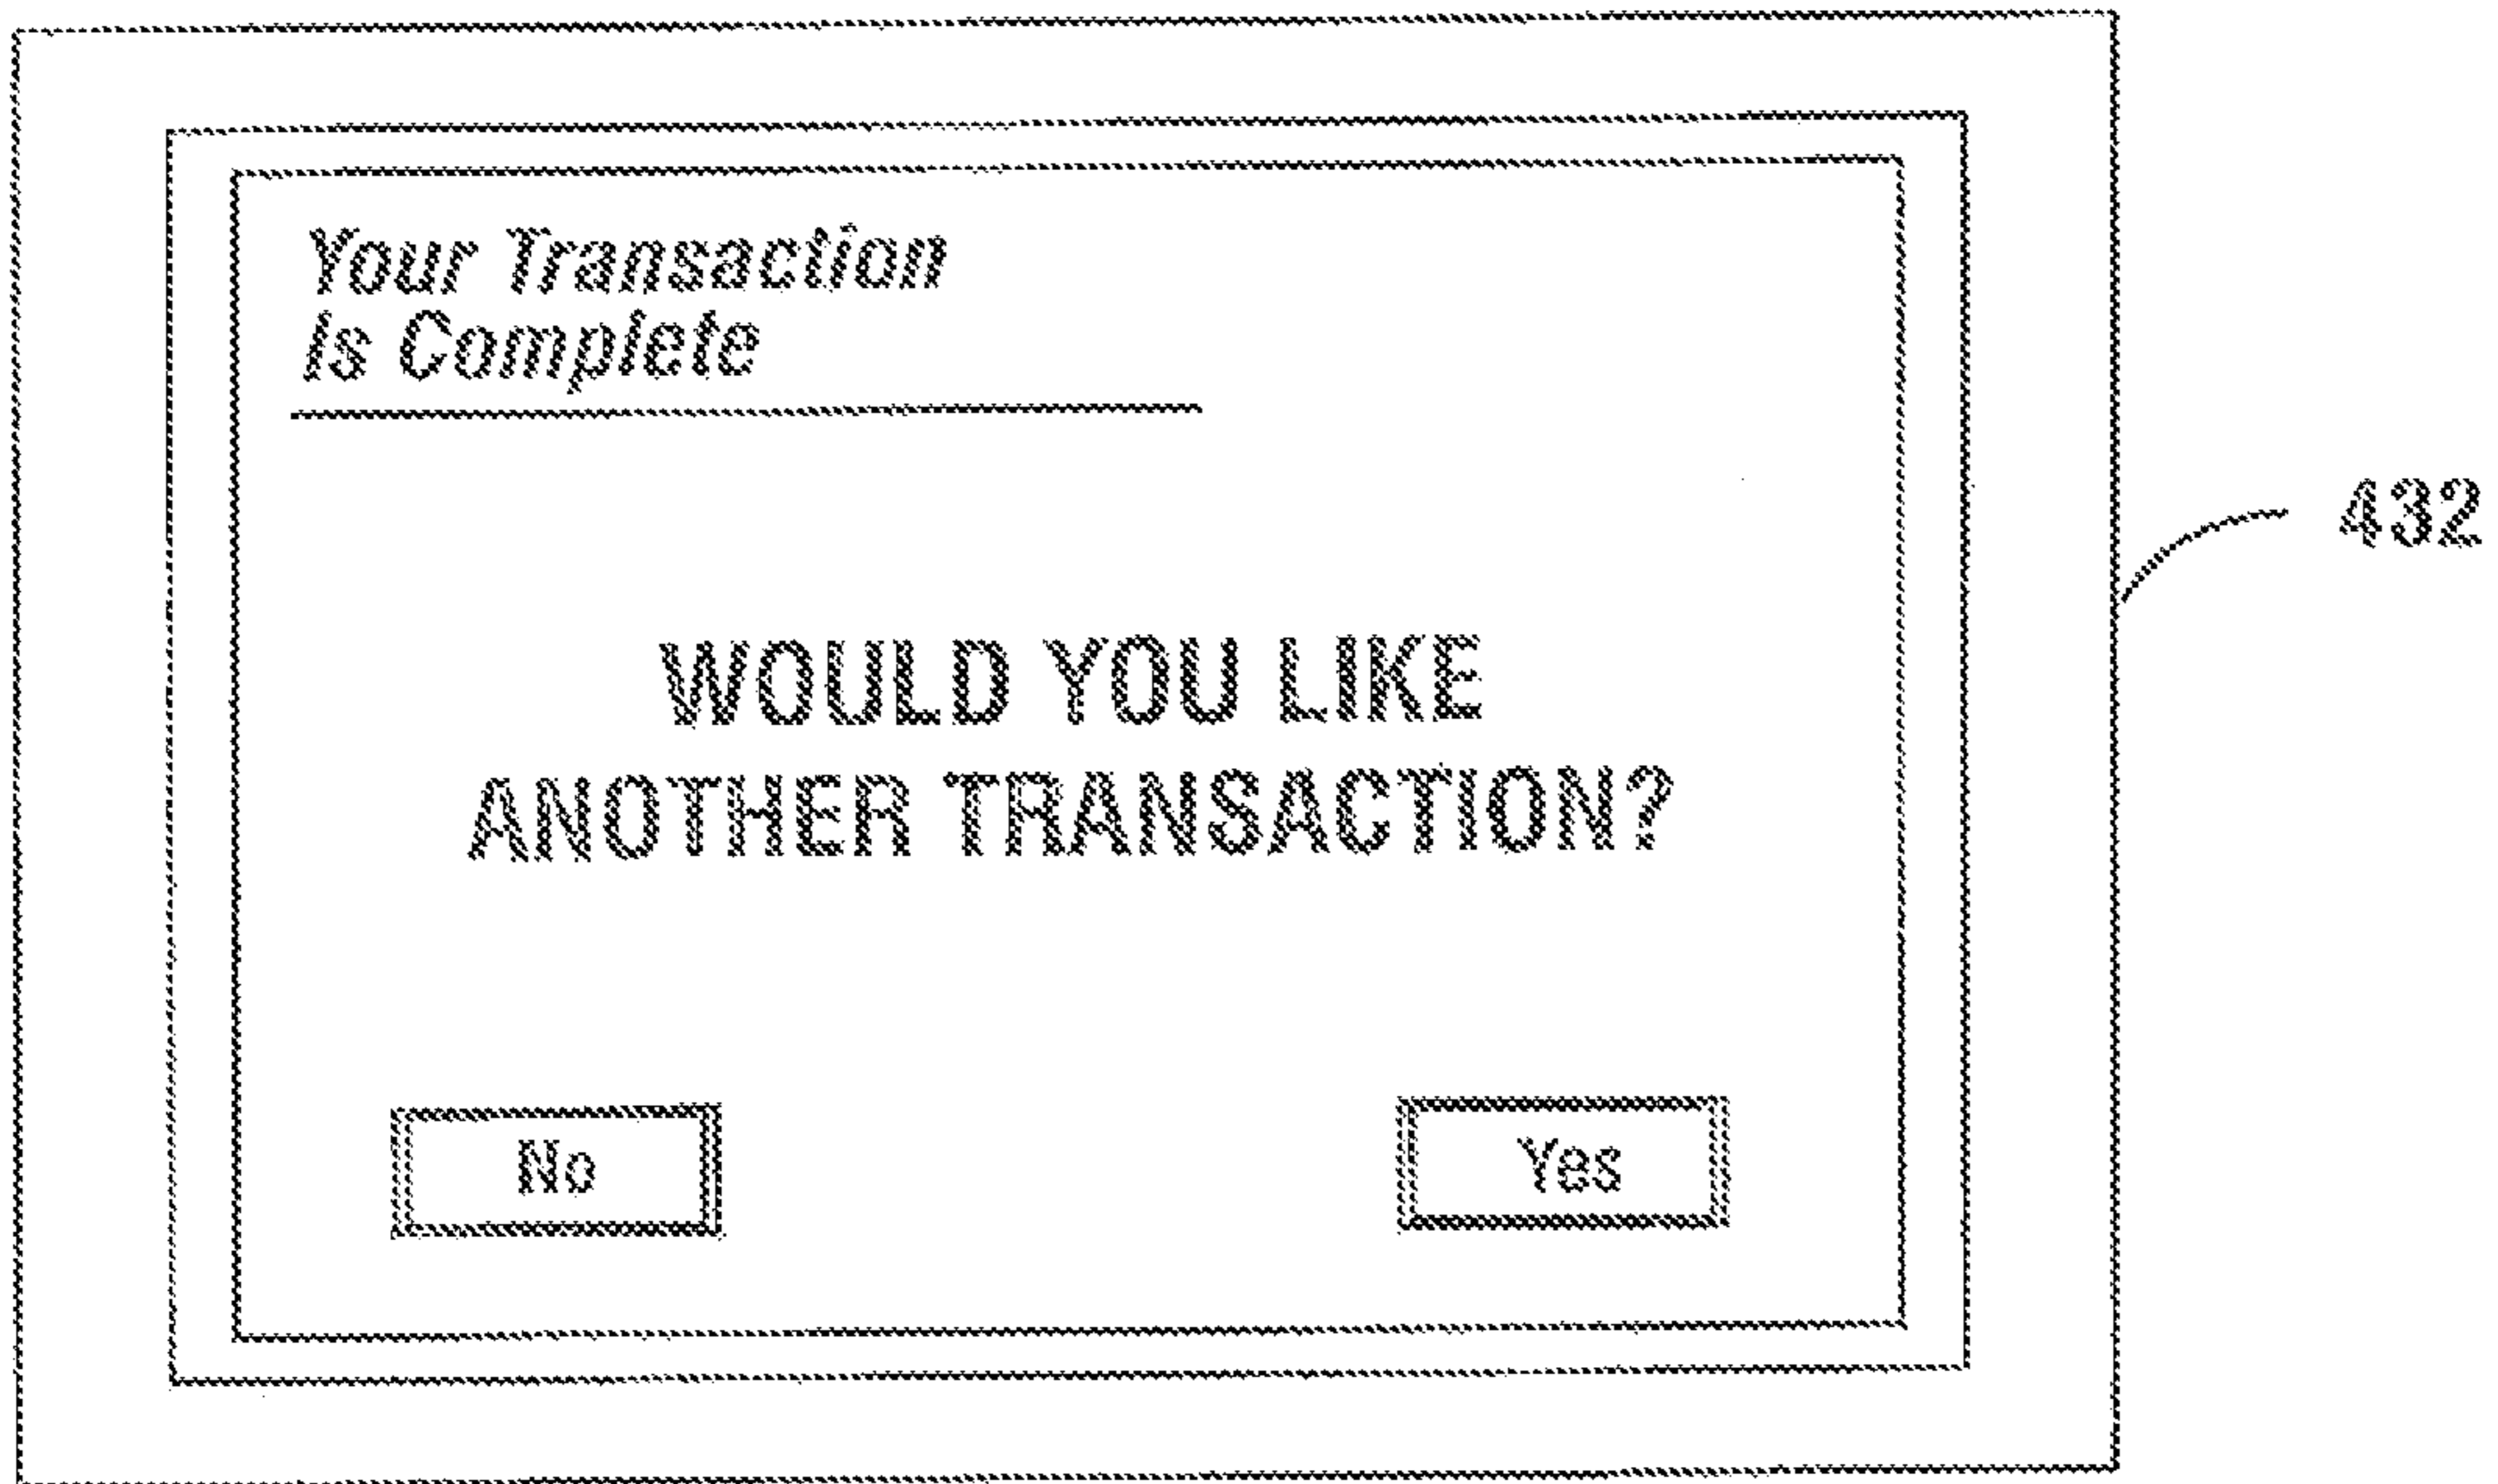 Your Transaction
Is Complete
432
WOULD YOU LIKE
ANOTHER TRANSACTION?
No
Yes